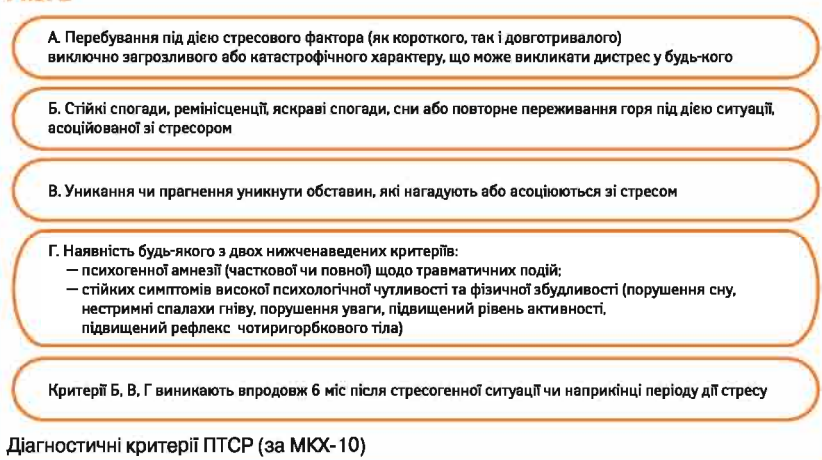 А. Перебування під дією стресового фактора (як короткого, так і довготривалого)
виключно загрозливого або катастрофічного характеру, що може викликати дистрес у будь-кого
Б. Стійкі спогади, ремінісценції, яскраві спогади, сни або повторне переживання горя під дією ситуації,
асоційованої зі стресором
В. Уникання чи прагнення уникнути обставин, які нагадують або асоціюються зі стресом
Г. Наявність будь-якого з двох нижченаведених критеріїв:
— психогенної амнезії (часткової чи повної) щодо травматичних подій;
— стійких симптомів високої психологічної чутливості та фізичної збудливості (порушення сну,
нестримні спалахи гніву, порушення уваги, підвищений рівень активності,
підвищений рефлекс чотиригорбкового тіла)
Критерії Б, В, Г виникають впродовж 6 міс після стресогенної ситуації чи наприкінці періоду дії стресу
Діагностичні критерії ПТСР (за МКХ-10)